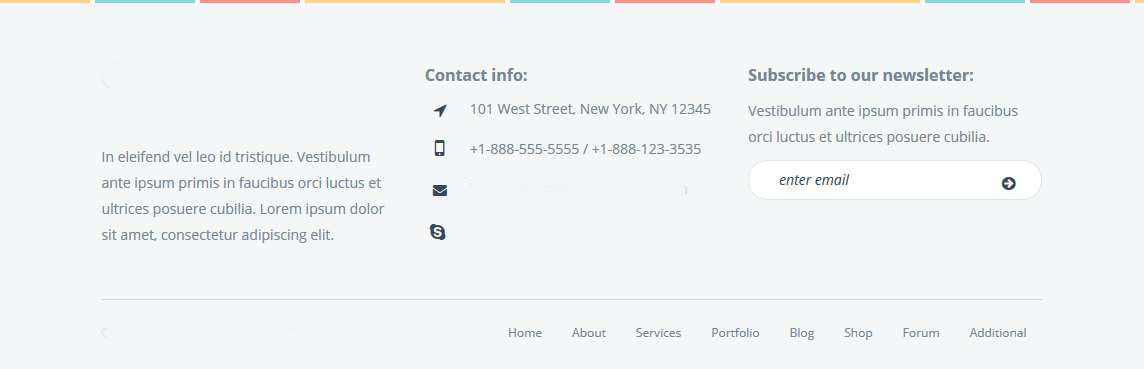 In eleifend vel leo id tristique. Vestibulum
ante ipsum primis in faucibus orci luctus et
ultrices posuere cubilia. Lorem ipsum dolor
sit amet, consectetur adipiscing elit.
Contact info:
101 West Street, New York, NY 12345
+1-888-555-5555 / +1-888-123-3535
Subscribe to our newsletter:
Vestibulum ante ipsum primis in faucibus
orci luctus et ultrices posuere cubilia.
enter email
Home About Services Portfolio Blog Shop Forum Additional